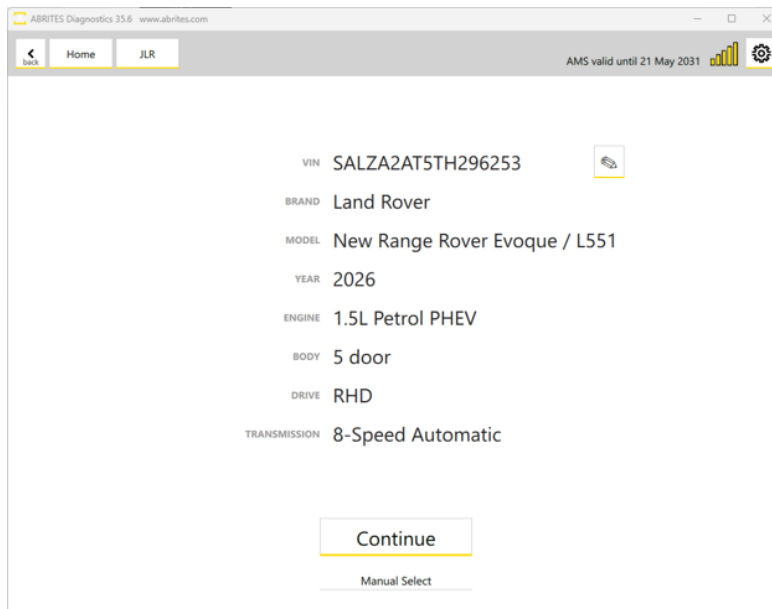 ABRITES Diagnostics 35.6 www.abrites.com
back
Home
JLR
AMS valid until 21 May 2031
VIN SALZA2AT5TH296253
BRAND Land Rover
MODEL New Range Rover Evoque / L551
YEAR 2026
ENGINE 1.5L Petrol PHEV
BODY 5 door
DRIVE RHD
TRANSMISSION 8-Speed Automatic
Continue
Manual Select